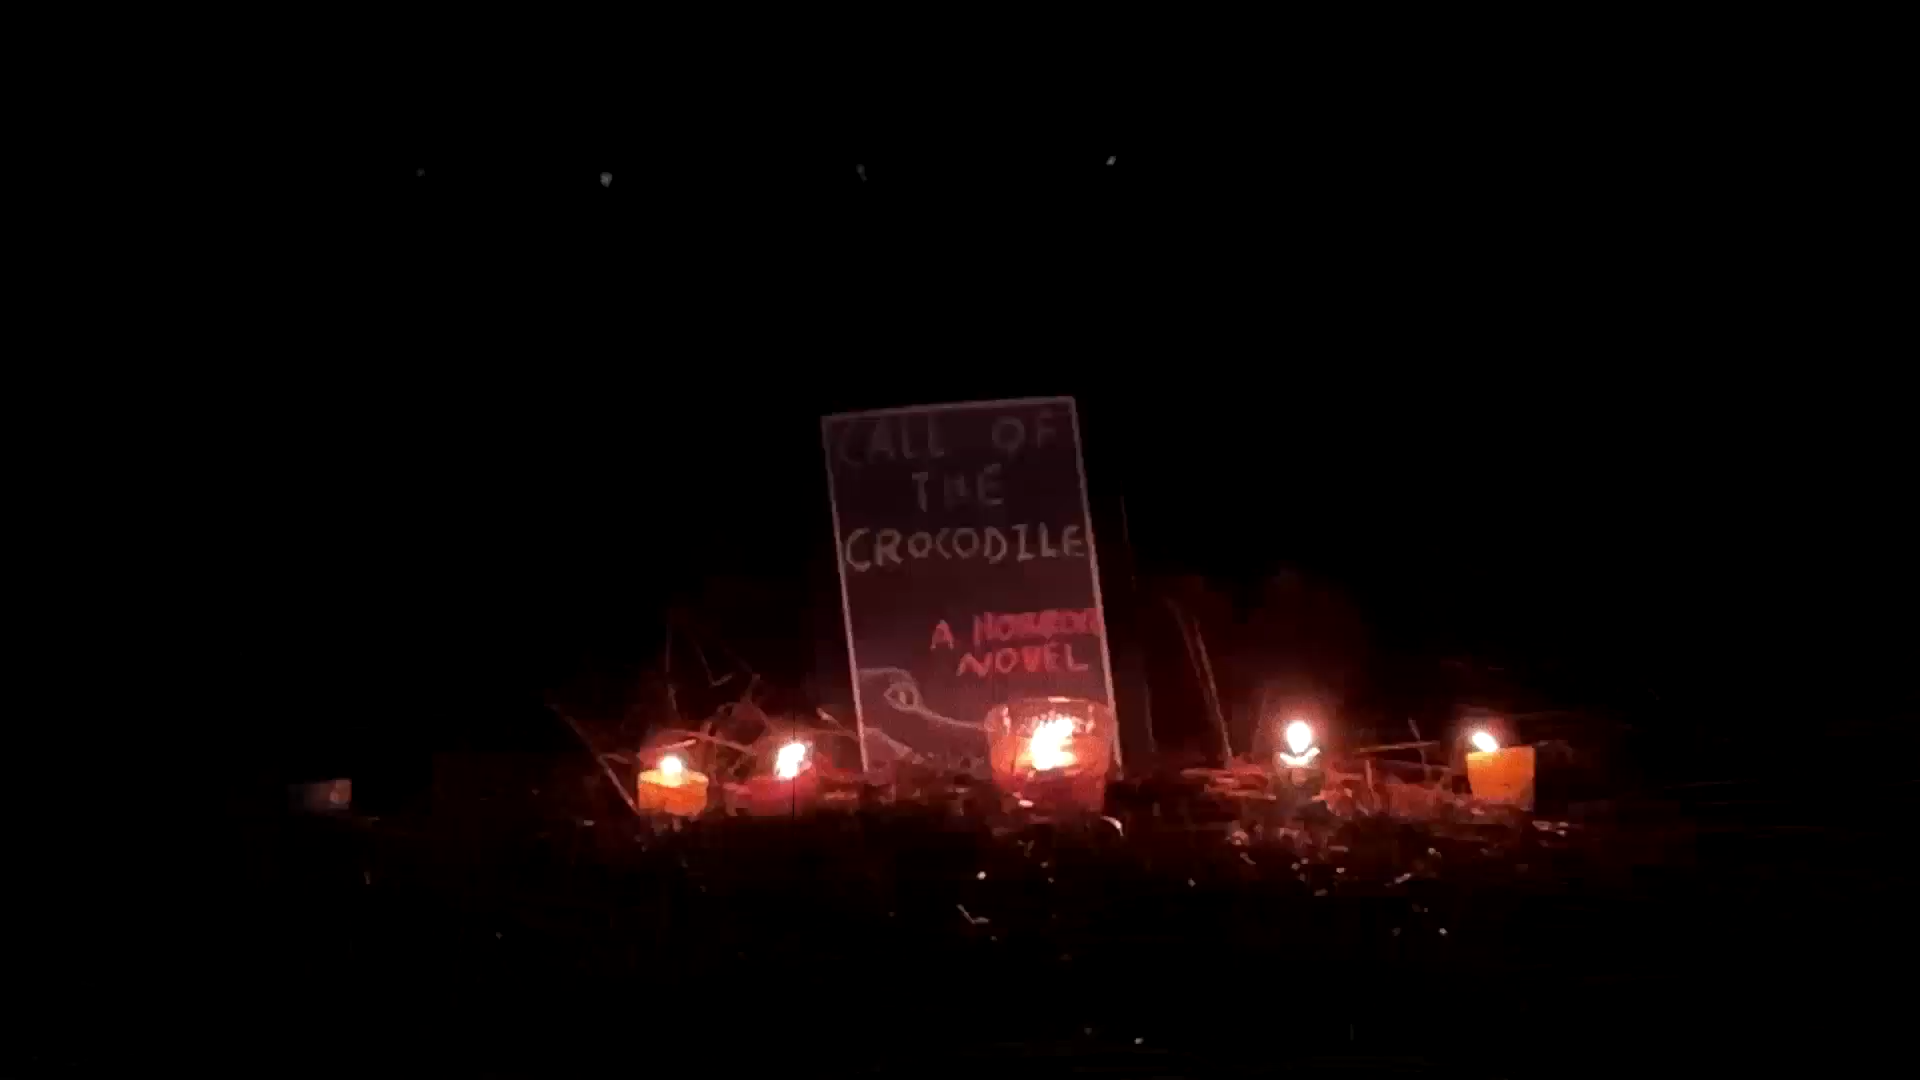 CALL OF
THE
CROCODILE
A HORROR
NOVEL